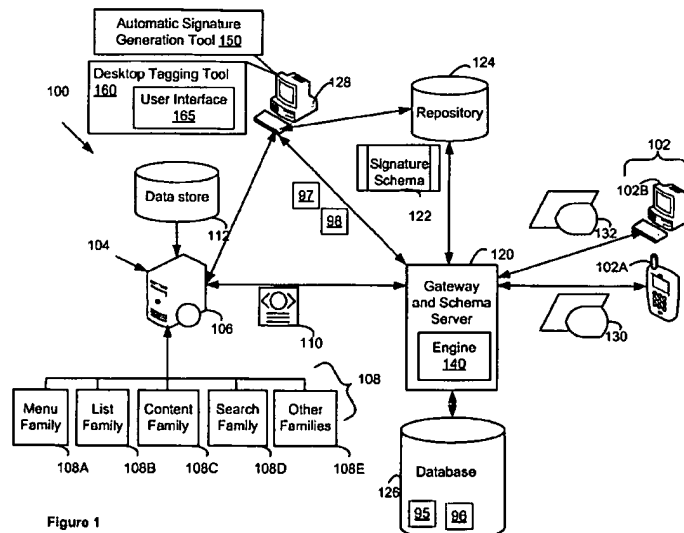 Automatic Signature
Generation Tool 150
Desktop Tagging Tool
160
User Interface
165
128
124
100
Repository
Data store
112
Signature
Schema
122
97
98
102
102B
132
102A
130
104
106
110
120
Gateway
and Schema
Server
Engine
140
108
Menu
Family
List
Family
Content
Family
Search
Family
Other
Families
108A
108B
108C
108D
108E
Database
126
95
96
Figure 1